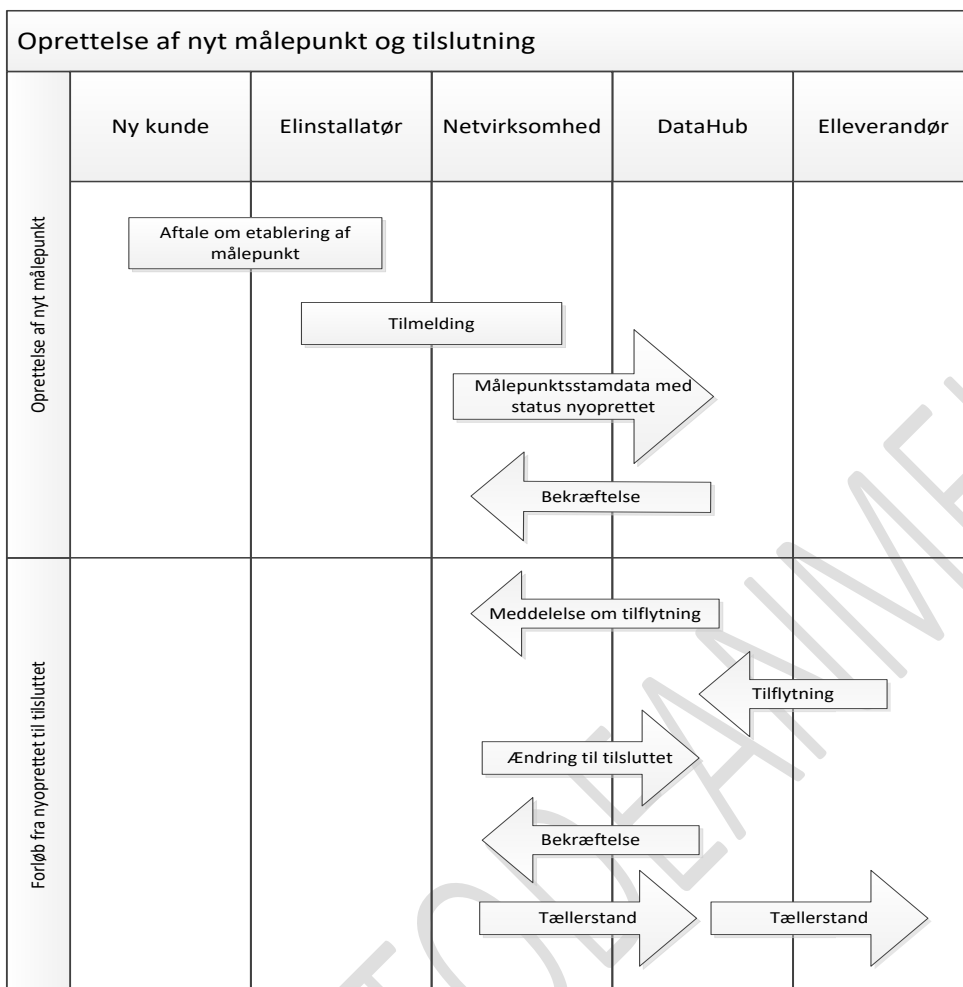 Oprettelse af nyt målepunkt og tilslutning
Ny kunde
Elinstallatør
Netvirksomhed
DataHub
Elleverandør
Oprettelse af nyt målepunkt
Aftale om etablering af
målepunkt
Tilmelding
Målepunktsstamdata med
status nyoprettet
Bekræftelse
Forløb fra nyoprettet til tilsluttet
Meddelelse om tilflytning
Tilflytning
Ændring til tilsluttet
Bekræftelse
Tællerstand
Tællerstand